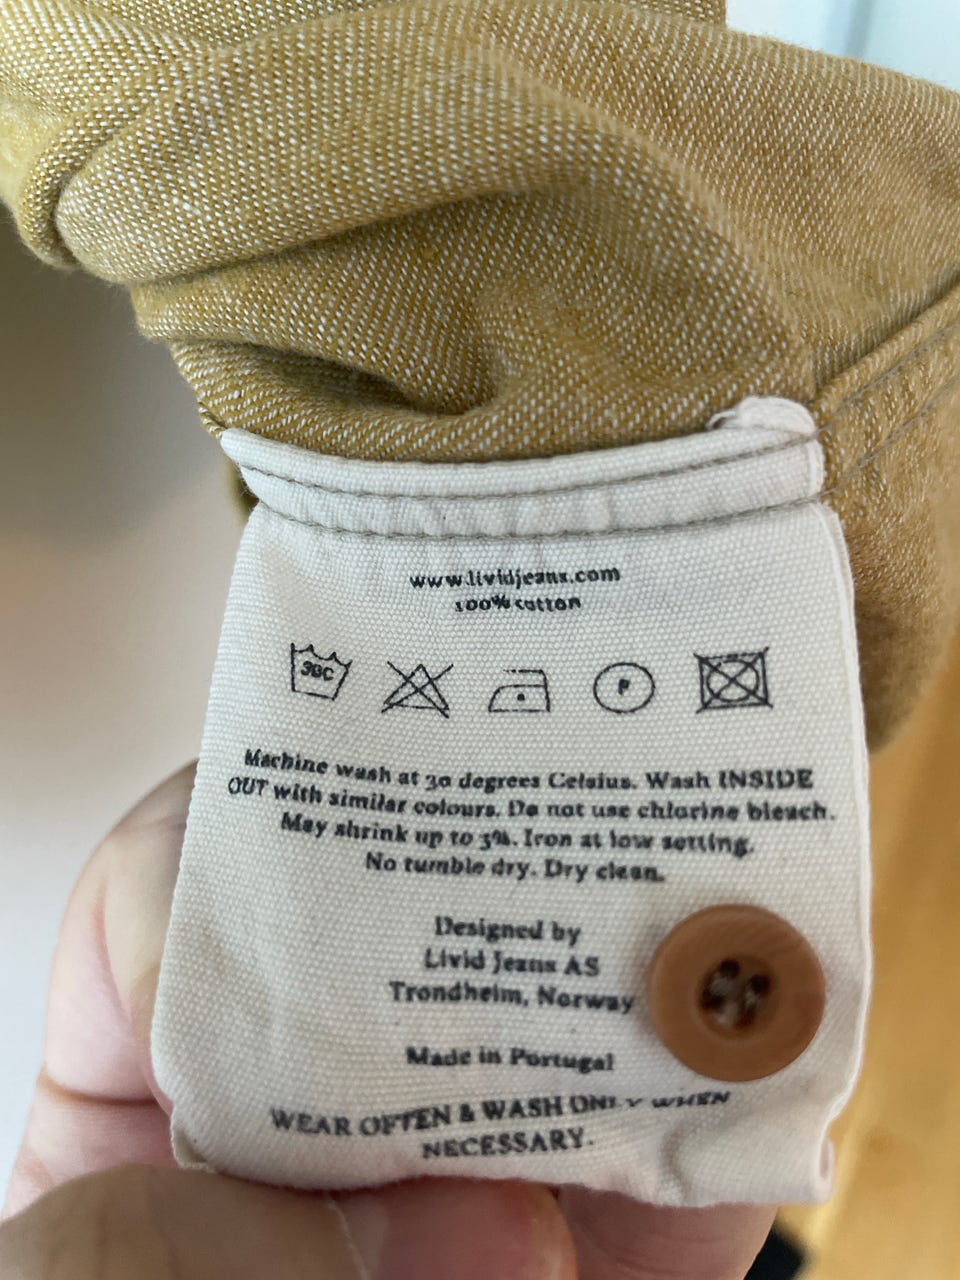 www.lividjeans.com
100% cotton
30C
P
Machine wash at 30 degrees Celsius. Wash INSIDE
OUT with similar colours. Do not use chlorine bleach.
May shrink up to 3%. Iron at low setting.
No tumble dry. Dry clean.
Designed by
Livid Jeans AS
Trondheim, Norway
Made in Portugal
WEAR OFTEN & WASH ONLY WHEN
NECESSARY.